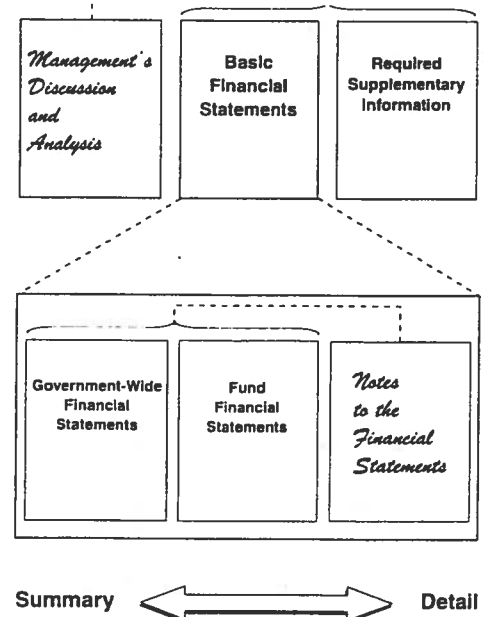 Management's
Discussion
and
Analysis
Basic
Financial
Statements
Required
Supplementary
Information
Government-Wide
Financial
Statements
Fund
Financial
Statements
Notes
to the
Financial
Statements
Summary
Detail